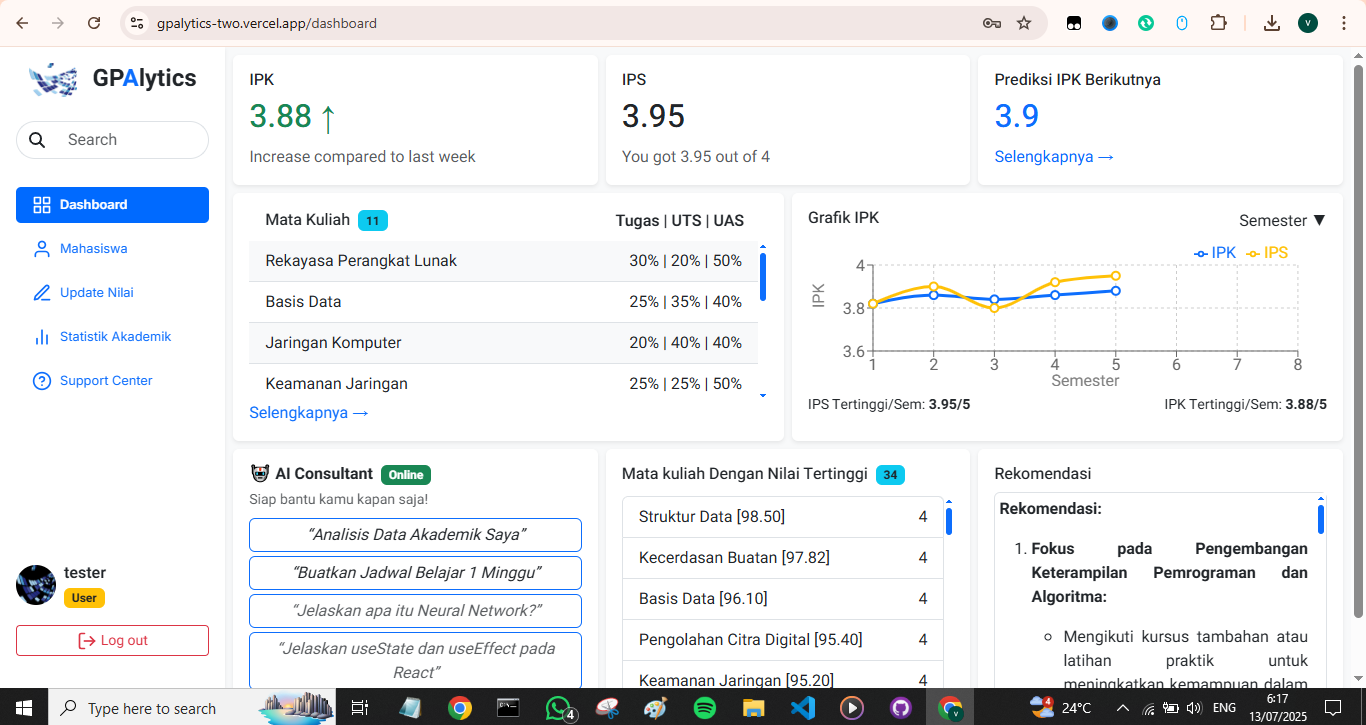 gpalytics-two.vercel.app/dashboard
V
GPAlytics
Search
Dashboard
Mahasiswa
Update Nilai
Statistik Akademik
Support Center
tester
User
Log out
IPK
3.88 ↑
Increase compared to last week
IPS
3.95
You got 3.95 out of 4
Prediksi IPK Berikutnya
3.9
Selengkapnya →
Mata Kuliah 11 Tugas | UTS | UAS
Rekayasa Perangkat Lunak 30% | 20% | 50%
Basis Data 25% | 35% | 40%
Jaringan Komputer 20% | 40% | 40%
Keamanan Jaringan 25% | 25% | 50%
Selengkapnya →
Grafik IPK Semester ▼
IPK IPS
4
3.8
3.6
IPK
1 2 3 4 5 6 7 8
Semester
IPS Tertinggi/Sem: 3.95/5 IPK Tertinggi/Sem: 3.88/5
AI Consultant Online
Siap bantu kamu kapan saja!
“Analisis Data Akademik Saya”
“Buatkan Jadwal Belajar 1 Minggu”
“Jelaskan apa itu Neural Network?”
“Jelaskan useState dan useEffect pada
React”
Mata kuliah Dengan Nilai Tertinggi 34
Struktur Data [98.50] 4
Kecerdasan Buatan [97.82] 4
Basis Data [96.10] 4
Pengolahan Citra Digital [95.40] 4
Keamanan Jaringan [95.20] 4
Rekomendasi
Rekomendasi:
1. Fokus pada Pengembangan
Keterampilan Pemrograman dan
Algoritma:
Mengikuti kursus tambahan atau
latihan praktik untuk
meningkatkan kemampuan dalam
Type here to search
4
4
V
24°C
ENG
6:17
13/07/2025